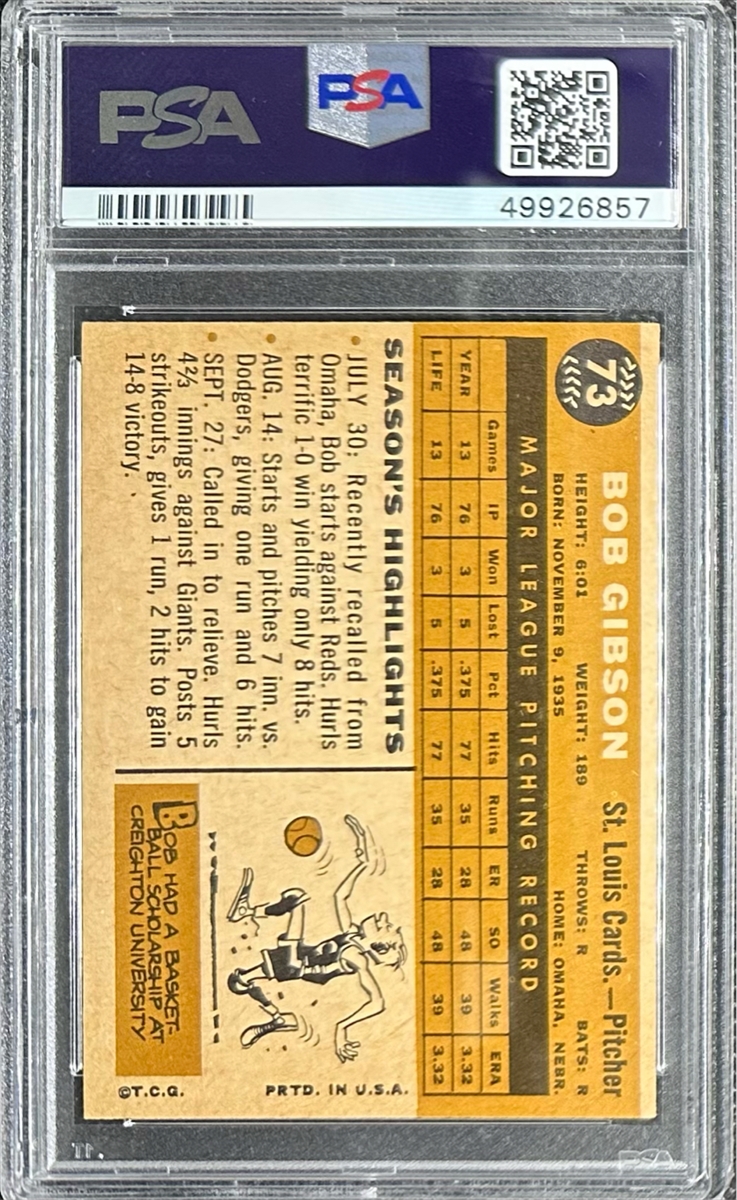 PSA
PSA
49926857
73
BOB GIBSON St. Louis Cards.—Pitcher
HEIGHT: 6:01 WEIGHT: 189 THROWS: R BATS: R
BORN: NOVEMBER 9, 1935 HOME: OMAHA, NEBR.
MAJOR LEAGUE PITCHING RECORD
Games IP Won Lost Pct Hits Runs ER SO Walks ERA
YEAR 13 76 3 5 .375 77 35 28 48 39 3.32
LIFE 13 76 3 5 .375 77 35 28 48 39 3.32
SEASON'S HIGHLIGHTS
• JULY 30: Recently recalled from
Omaha, Bob starts against Reds. Hurls
terrific 1-0 win yielding only 8 hits.
• AUG. 14: Starts and pitches 7 inn. vs.
Dodgers, giving one run and 6 hits.
• SEPT. 27: Called in to relieve. Hurls
4⅔ innings against Giants. Posts 5
strikeouts, gives 1 run, 2 hits to gain
14-8 victory.
BOB HAD A BASKET-
BALL SCHOLARSHIP AT
CREIGHTON UNIVERSITY
©T.C.G. PRTD. IN U.S.A.
PSA